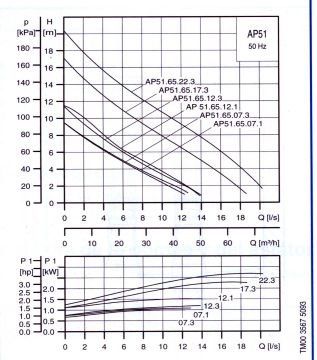 p H
[kPa] [m]
AP51
50 Hz
180 18
160 16
140 14
120 12
100 10
80 8
60 6
40 4
20 2
0 0
AP51.65.22.3
AP51.65.17.3
AP51.65.12.3
AP51.65.12.1
AP51.65.07.3
AP51.65.07.1
0 2 4 6 8 10 12 14 16 18 Q [l/s]
0 10 20 30 40 50 60 Q [m³/h]
P 1 P 1
[hp] [kW]
3.0
2.5 2.0
2.0 1.5
1.5
1.0 1.0
0.5 0.5
0.0 0.0
22.3
17.3
12.1
12.3
07.1
07.3
0 2 4 6 8 10 12 14 16 18 Q [l/s]
TM00 3567 5093